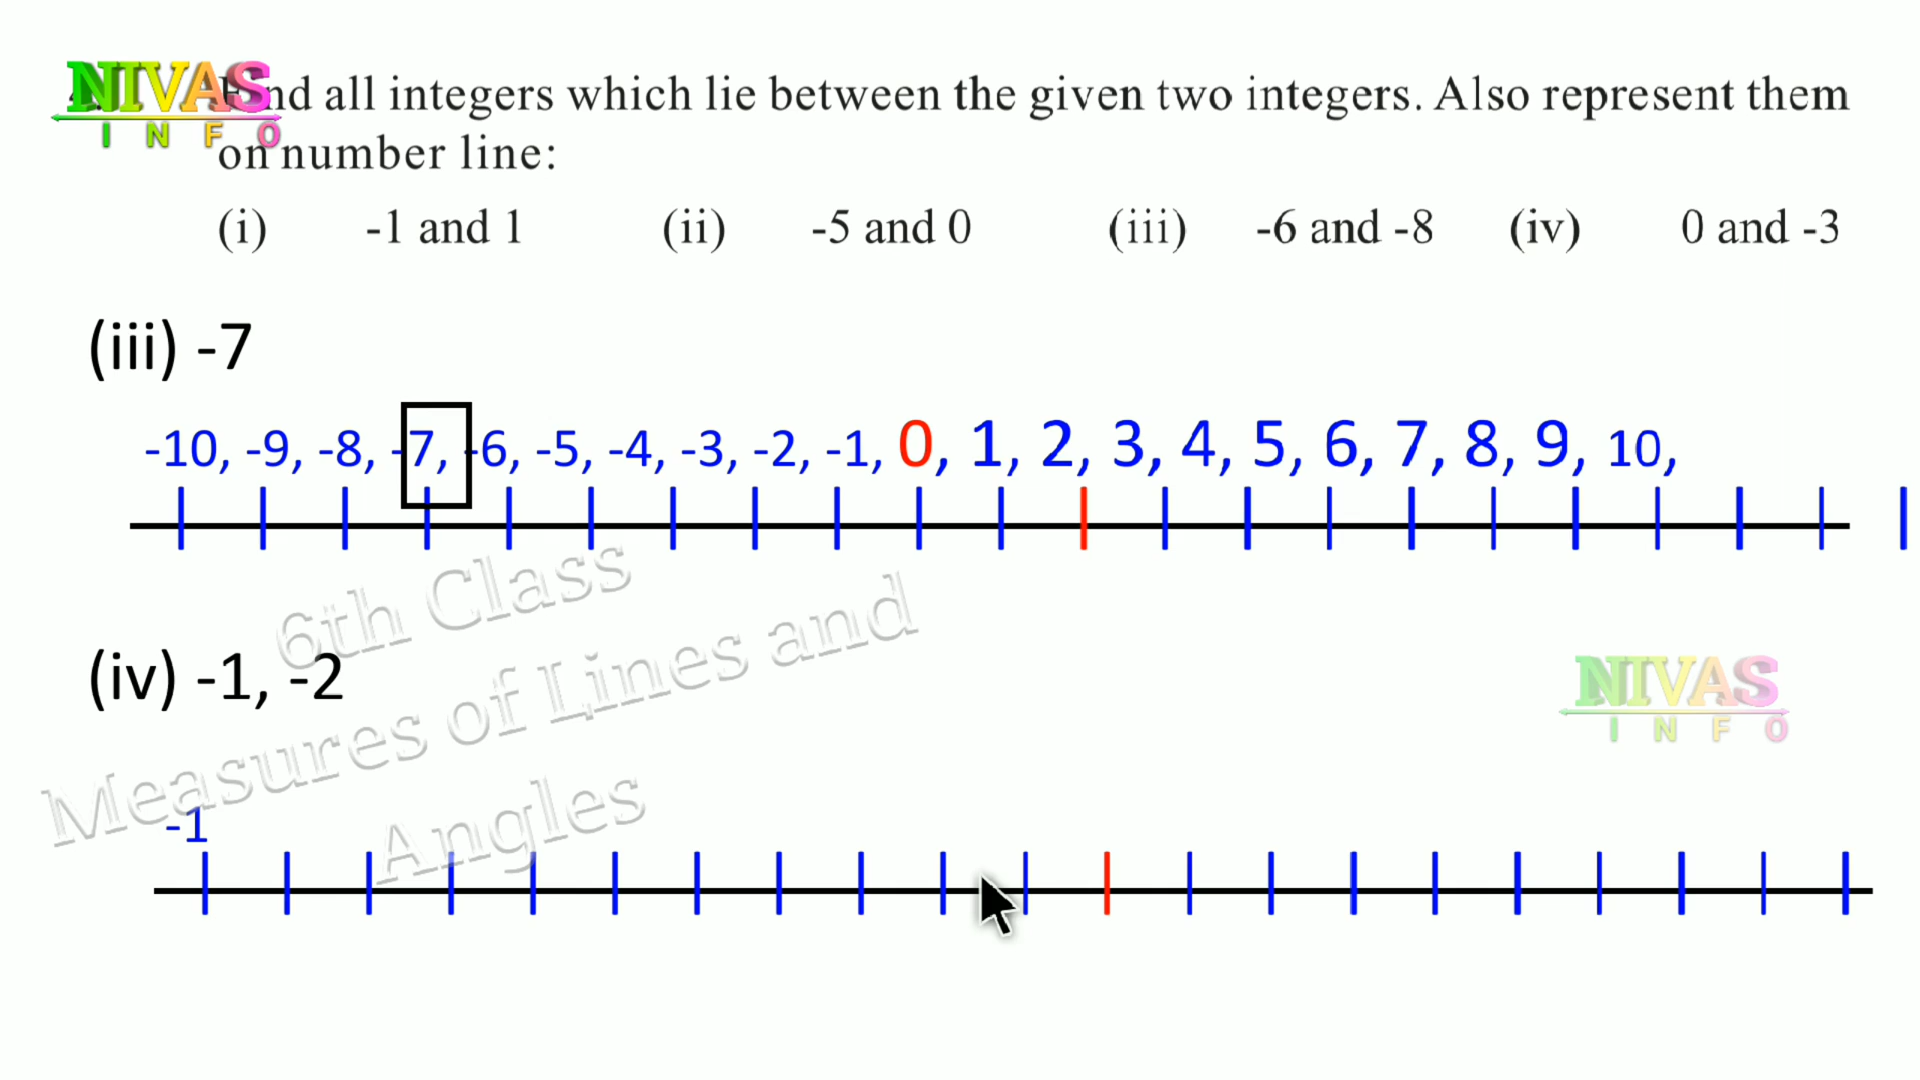 NIVAS
INFO
Find all integers which lie between the given two integers. Also represent them
on number line:
(i) -1 and 1 (ii) -5 and 0 (iii) -6 and -8 (iv) 0 and -3
(iii) -7
-10, -9, -8, -7, -6, -5, -4, -3, -2, -1, 0, 1, 2, 3, 4, 5, 6, 7, 8, 9, 10,
6th Class
Measures of Lines and
Angles
(iv) -1, -2
NIVAS
INFO
-1